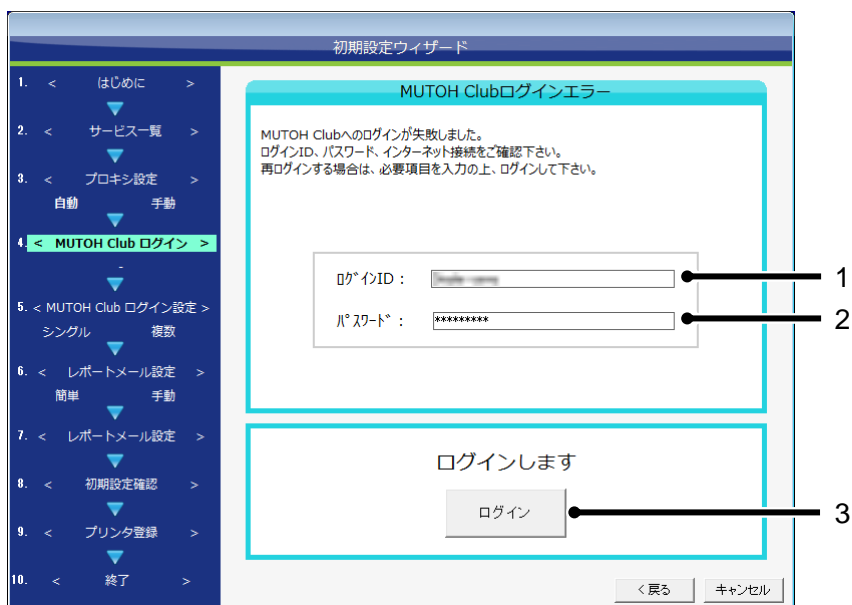 初期設定ウィザード
1. < はじめに >
2. < サービス一覧 >
3. < プロキシ設定 >
自動 手動
4. < MUTOH Club ログイン >
-
5. < MUTOH Club ログイン設定 >
シングル 複数
6. < レポートメール設定 >
簡単 手動
7. < レポートメール設定 >
8. < 初期設定確認 >
9. < プリンタ登録 >
10. < 終了 >
MUTOH Clubログインエラー
MUTOH Clubへのログインが失敗しました。
ログインID、パスワード、インターネット接続をご確認下さい。
再ログインする場合は、必要項目を入力の上、ログインして下さい。
ﾛｸﾞｲﾝID : 1
ﾊﾟｽﾜｰﾄﾞ : ********* 2
ログインします
ログイン 3
<戻る キャンセル